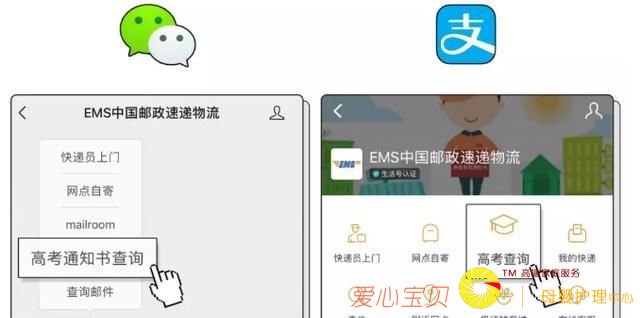 支
EMS中国邮政速递物流
快递员上门
网点自寄
mailroom
高考通知书查询
查询邮件
EMS
EMS中国邮政速递物流
生活号认证
快递员上门
网点自寄
高考查询
我的快递
TM 高端家庭服务
爱心宝贝
母婴护理中心